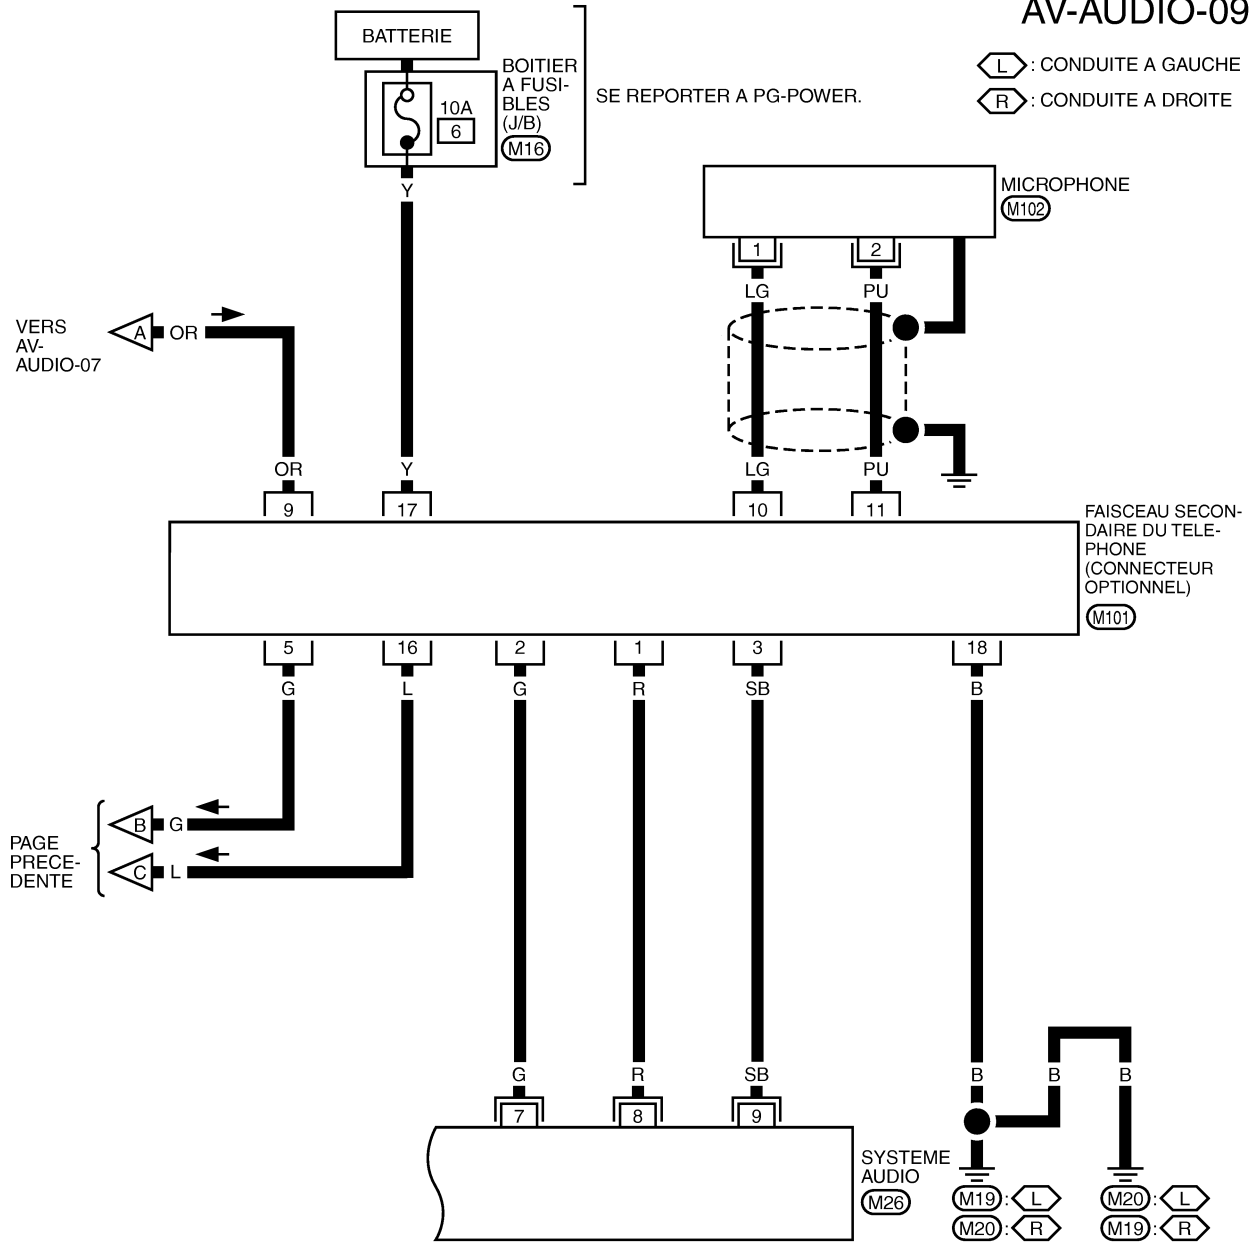 AV-AUDIO-09
L : CONDUITE A GAUCHE
R : CONDUITE A DROITE
BATTERIE
BOITIER
A FUSI-
BLES
(J/B)
M16
10A
6
SE REPORTER A PG-POWER.
Y
MICROPHONE
M102
1 2
LG PU
VERS
AV-
AUDIO-07
A OR
OR Y LG PU
9 17 10 11
FAISCEAU SECON-
DAIRE DU TELE-
PHONE
(CONNECTEUR
OPTIONNEL)
M101
5 16 2 1 3 18
G L G R SB B
PAGE
PRECE-
DENTE
B G
C L
G R SB B B B
7 8 9
SYSTEME
AUDIO
M26
M19 : L M20 : L
M20 : R M19 : R